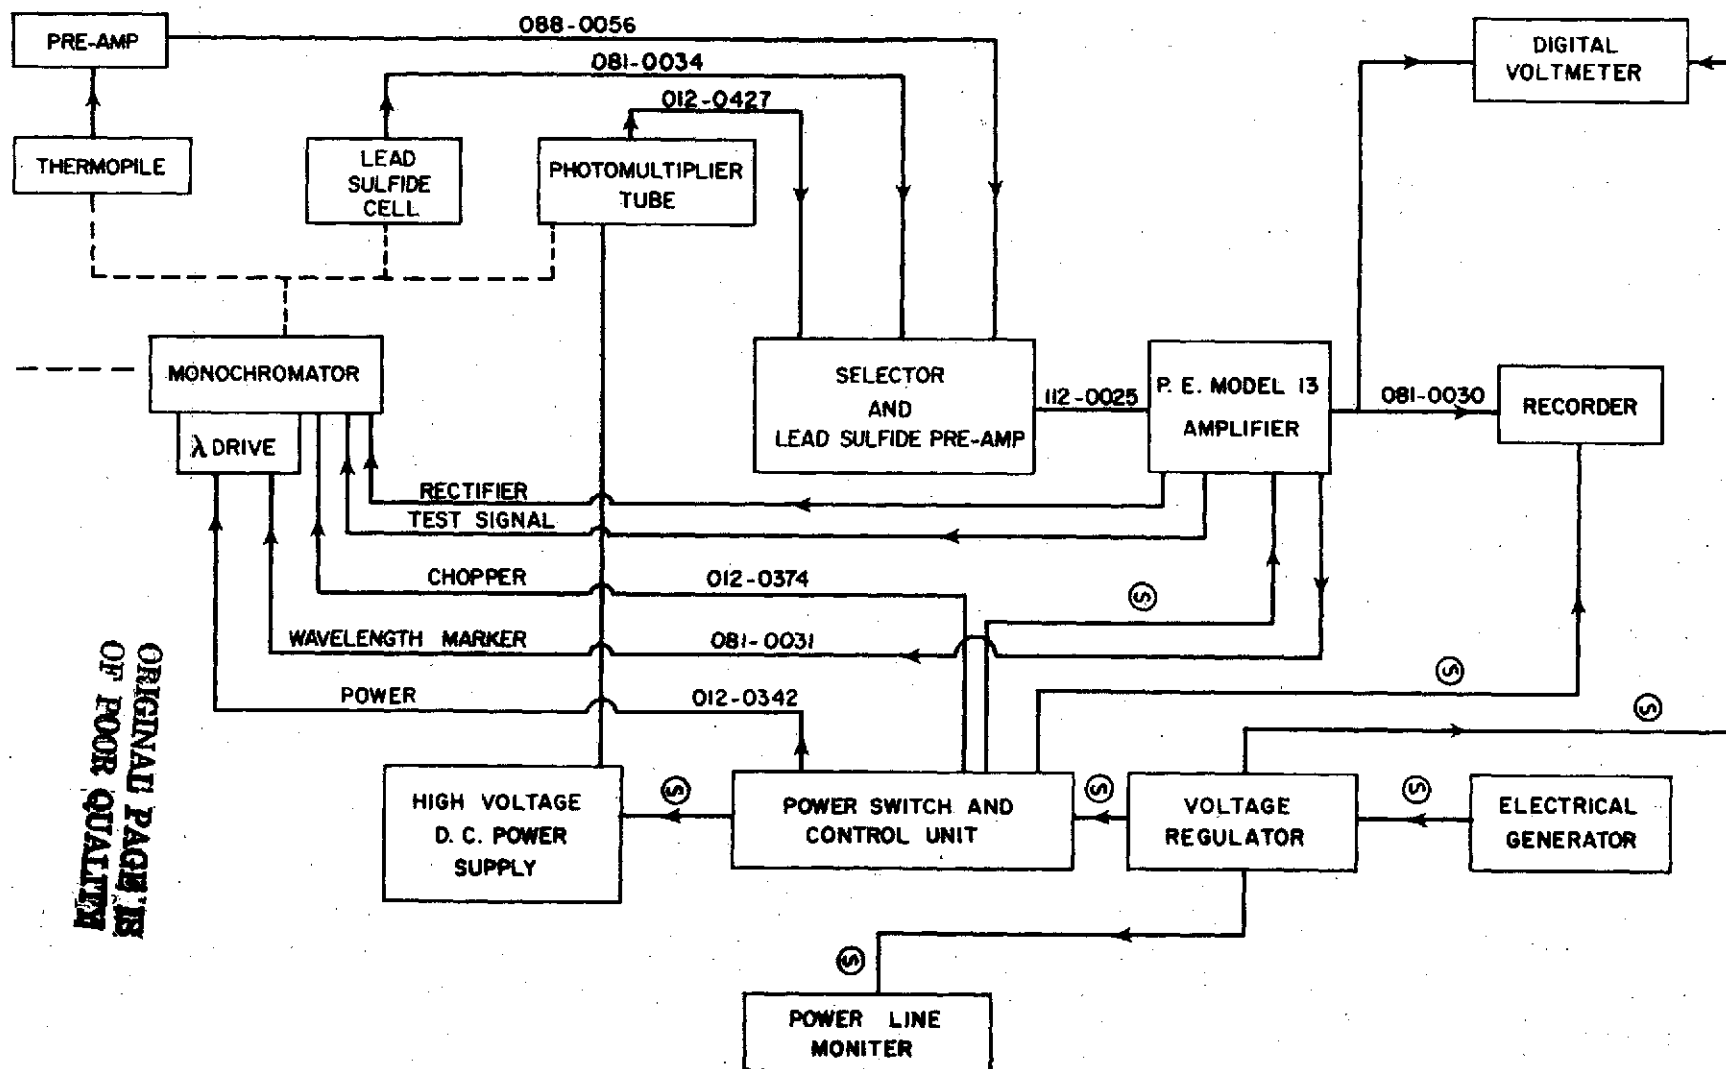 088-0056
PRE-AMP
081-0034
012-0427
DIGITAL
VOLTMETER
THERMOPILE
LEAD
SULFIDE
CELL
PHOTOMULTIPLIER
TUBE
MONOCHROMATOR
λ DRIVE
SELECTOR
AND
LEAD SULFIDE PRE-AMP
112-0025
P. E. MODEL 13
AMPLIFIER
081-0030
RECORDER
RECTIFIER
TEST SIGNAL
CHOPPER
012-0374
S
WAVELENGTH MARKER
081-0031
S
POWER
012-0342
S
HIGH VOLTAGE
D. C. POWER
SUPPLY
S
POWER SWITCH AND
CONTROL UNIT
S
VOLTAGE
REGULATOR
S
ELECTRICAL
GENERATOR
S
POWER LINE
MONITER
ORIGINAL PAGE IS
OF POOR QUALITY